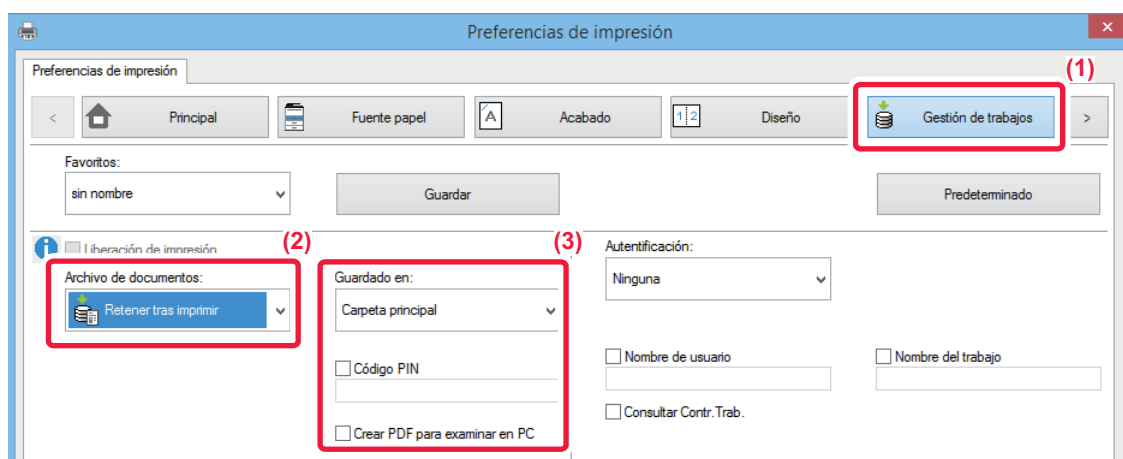 Preferencias de impresión
×
Preferencias de impresión
(1)
< Principal Fuente papel A Acabado 1 2 Diseño Gestión de trabajos >
Favoritos:
sin nombre Guardar Predeterminado
i Liberación de impresión (2) (3) Autentificación:
Archivo de documentos: Guardado en: Ninguna
Retener tras imprimir Carpeta principal
Código PIN Nombre de usuario Nombre del trabajo
Consultar Contr.Trab.
Crear PDF para examinar en PC